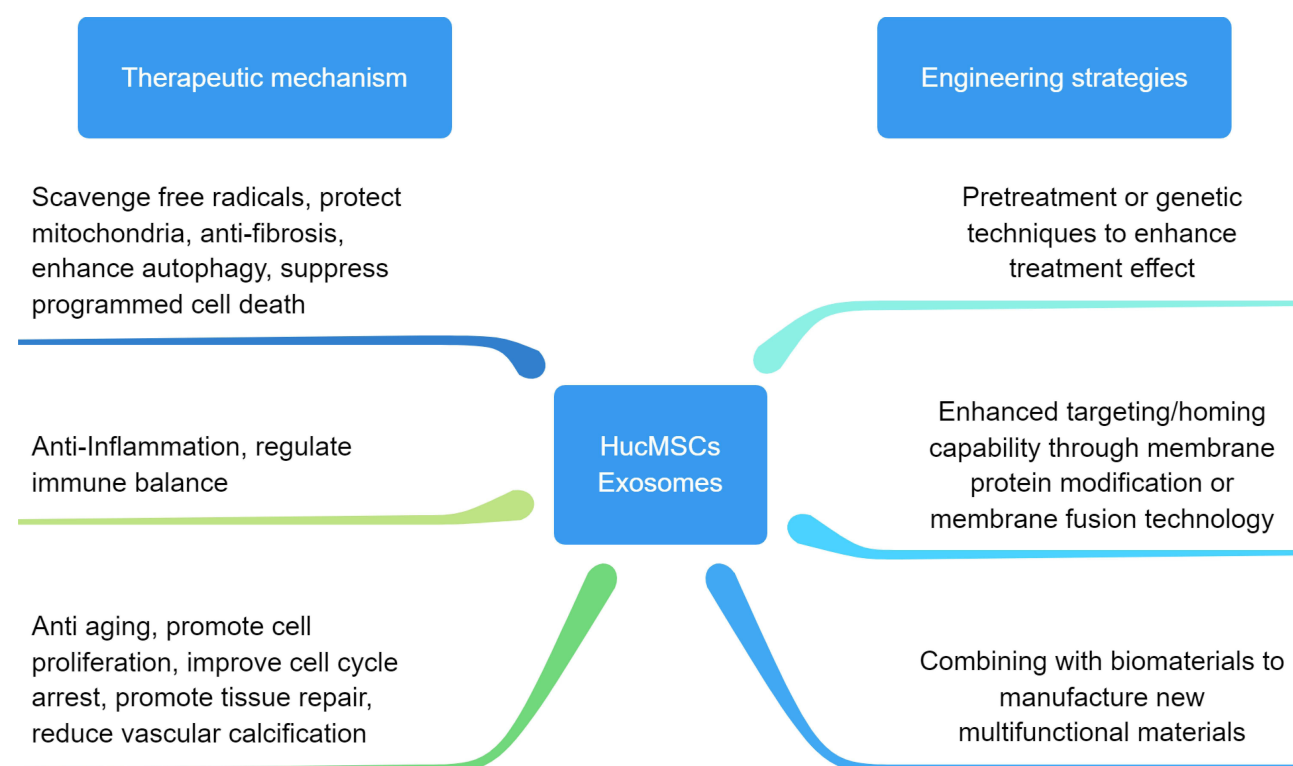 Therapeutic mechanism
Engineering strategies
Scavenge free radicals, protect
mitochondria, anti-fibrosis,
enhance autophagy, suppress
programmed cell death
Pretreatment or genetic
techniques to enhance
treatment effect
Anti-Inflammation, regulate
immune balance
HucMSCs
Exosomes
Enhanced targeting/homing
capability through membrane
protein modification or
membrane fusion technology
Anti aging, promote cell
proliferation, improve cell cycle
arrest, promote tissue repair,
reduce vascular calcification
Combining with biomaterials to
manufacture new
multifunctional materials